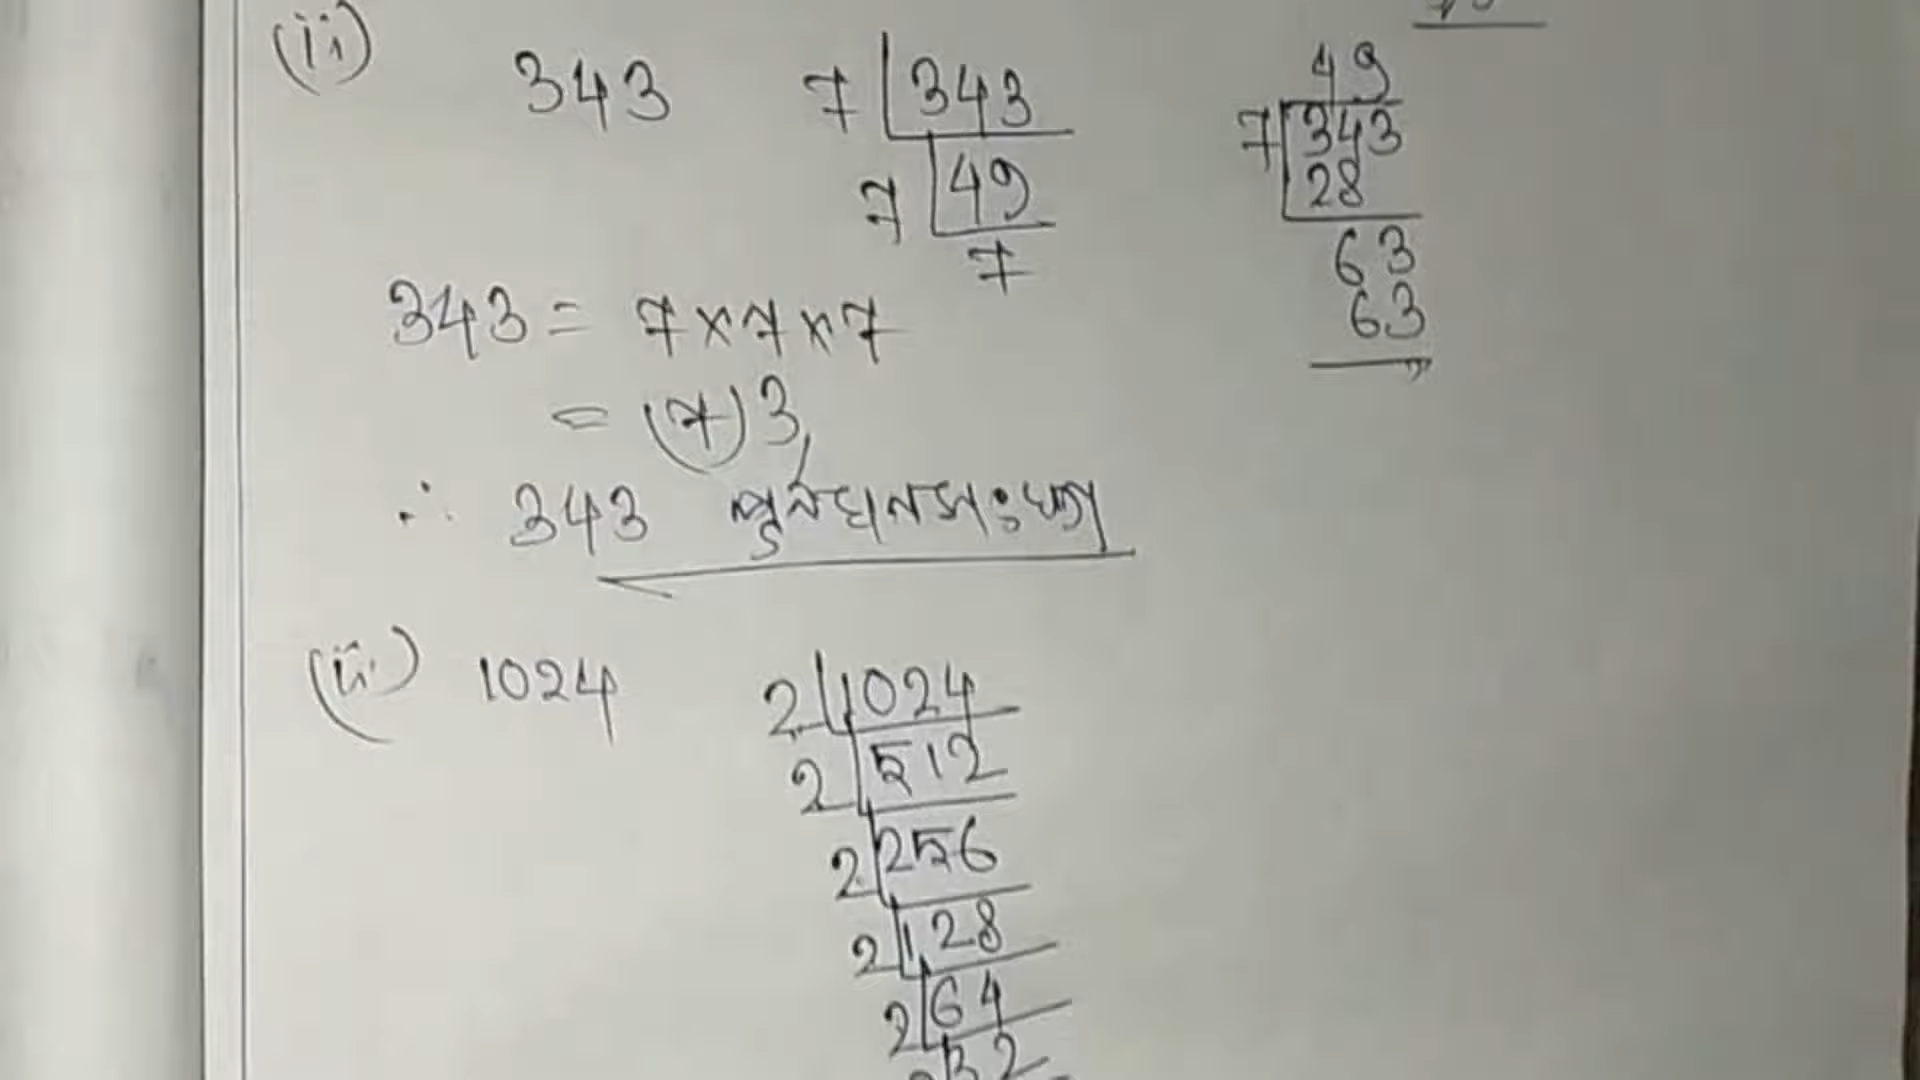 (ii) 343 7 | 343
7 | 49
7
49
7 | 343
28
63
63
343 = 7 × 7 × 7
= (7)3
∴ 343 পূর্ণঘনসংখ্যা
(iii) 1024 2 | 1024
2 | 512
2 | 256
2 | 128
2 | 64
32